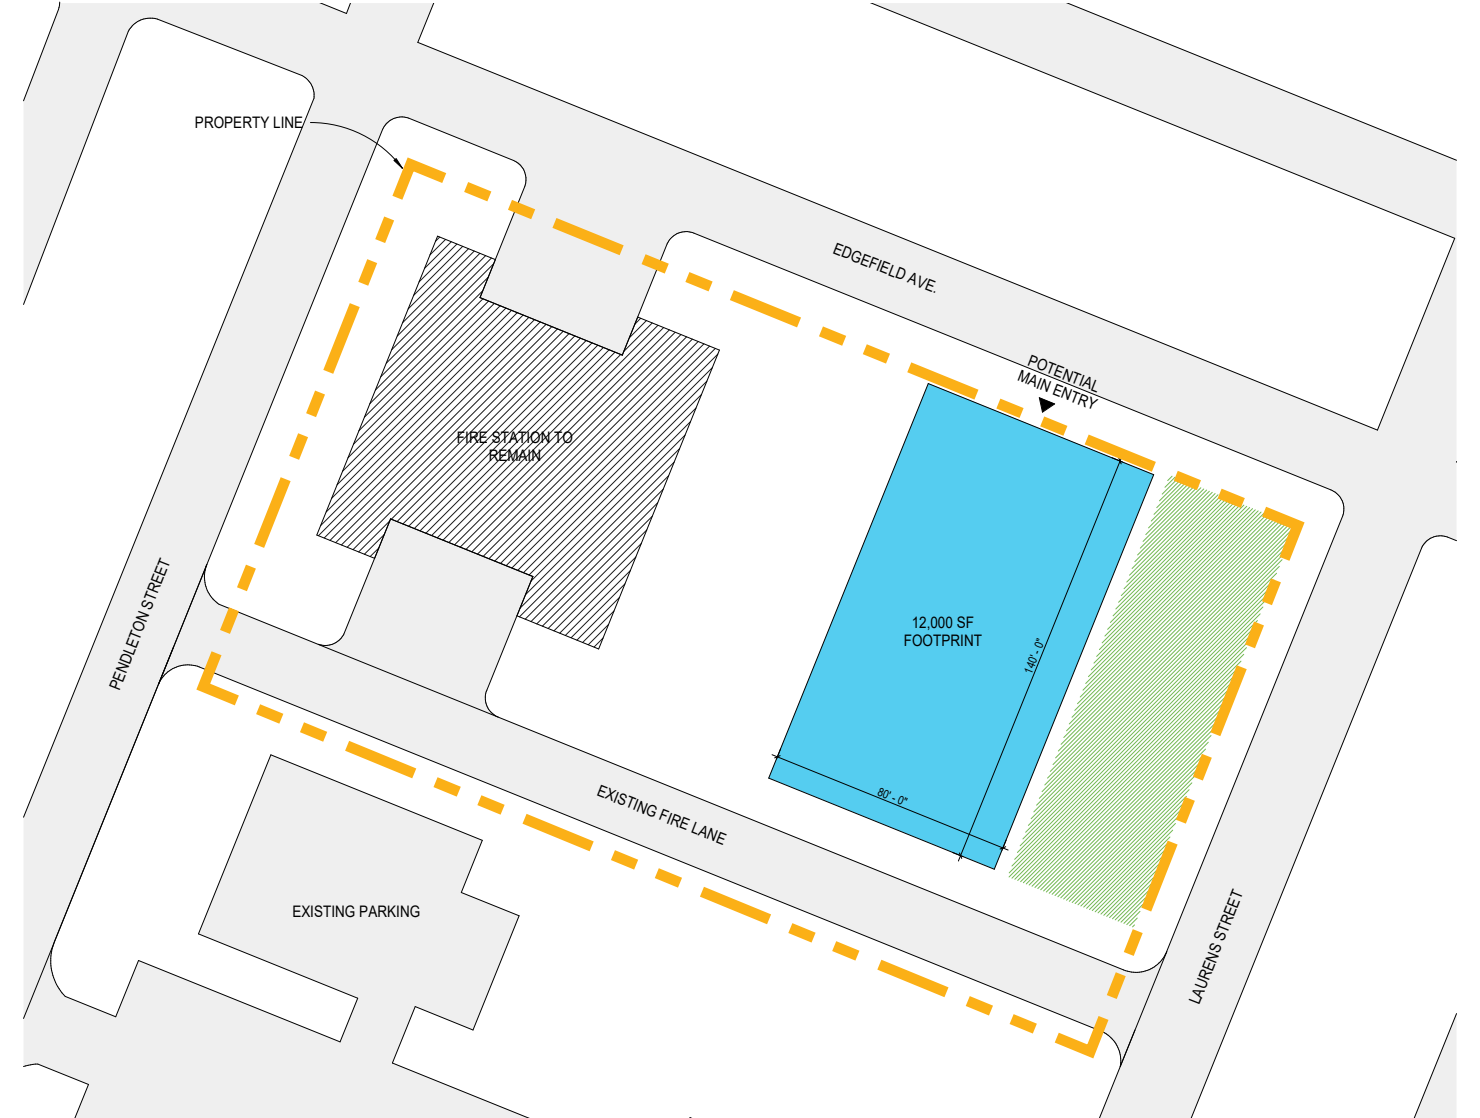 PROPERTY LINE
EDGEFIELD AVE.
POTENTIAL
MAIN ENTRY
FIRE STATION TO
REMAIN
PENDLETON STREET
12,000 SF
FOOTPRINT
140' - 0"
80' - 0"
EXISTING FIRE LANE
EXISTING PARKING
LAURENS STREET